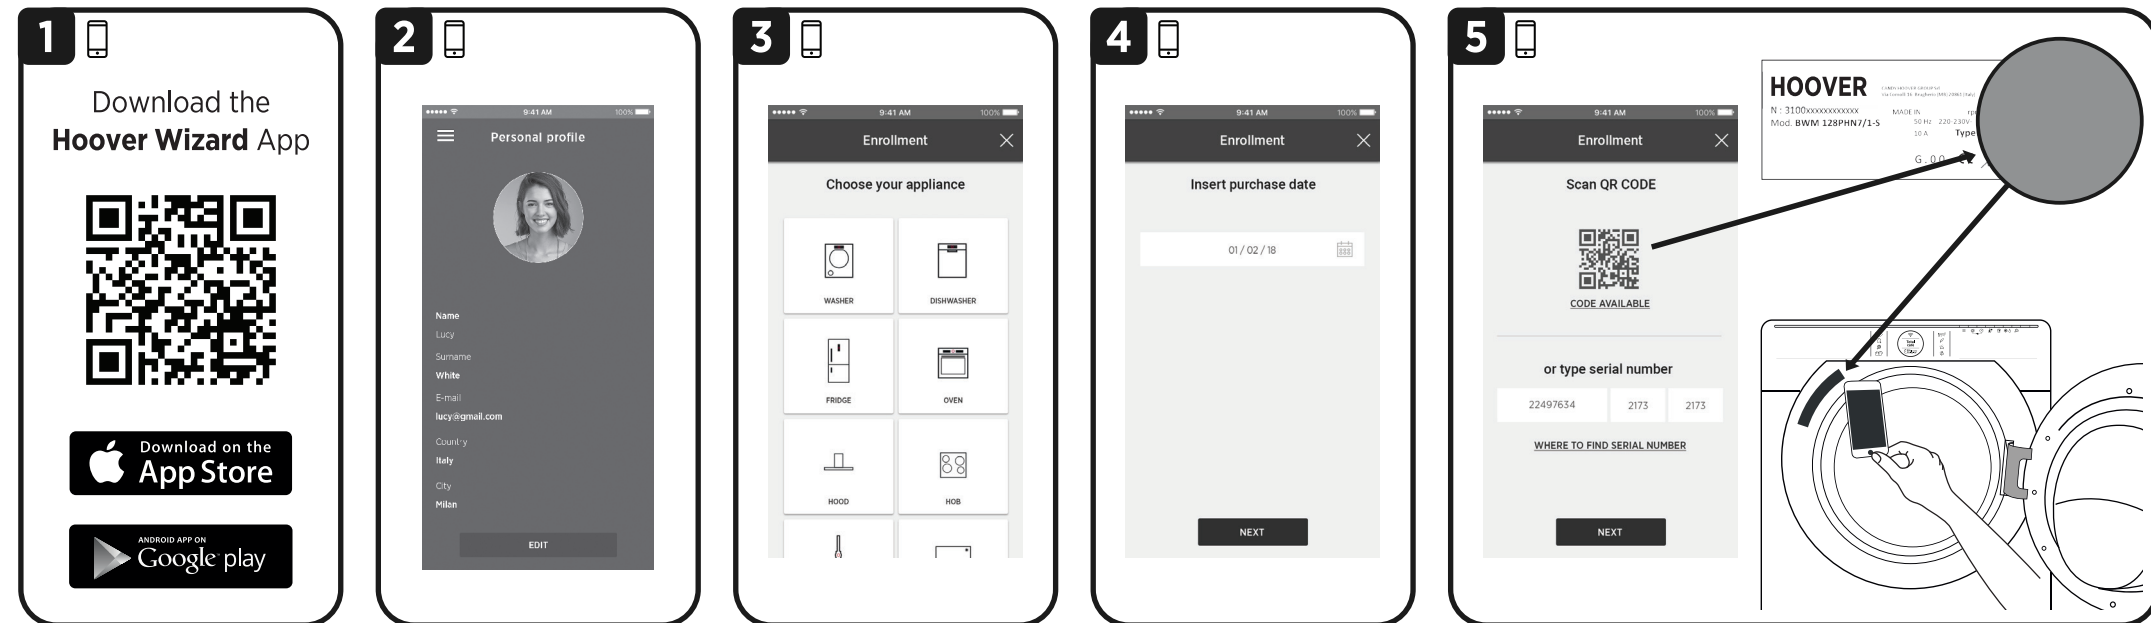 1
Download the
Hoover Wizard App
Download on the
App Store
ANDROID APP ON
Google play
2
9:41 AM 100%
Personal profile
Name
Lucy
Surname
White
E-mail
lucy@gmail.com
Country
Italy
City
Milan
EDIT
3
9:41 AM 100%
Enrollment
Choose your appliance
WASHER DISHWASHER
FRIDGE OVEN
HOOD HOB
4
9:41 AM 100%
Enrollment
Insert purchase date
01 / 02 / 18
NEXT
5
9:41 AM 100%
Enrollment
Scan QR CODE
CODE AVAILABLE
or type serial number
22497634 2173 2173
WHERE TO FIND SERIAL NUMBER
NEXT
HOOVER
N : 3100xxxxxxxxxxxx MADE IN
Mod. BWM 128PHN7/1-S 50 Hz 220-230V
10 A Type
G.00